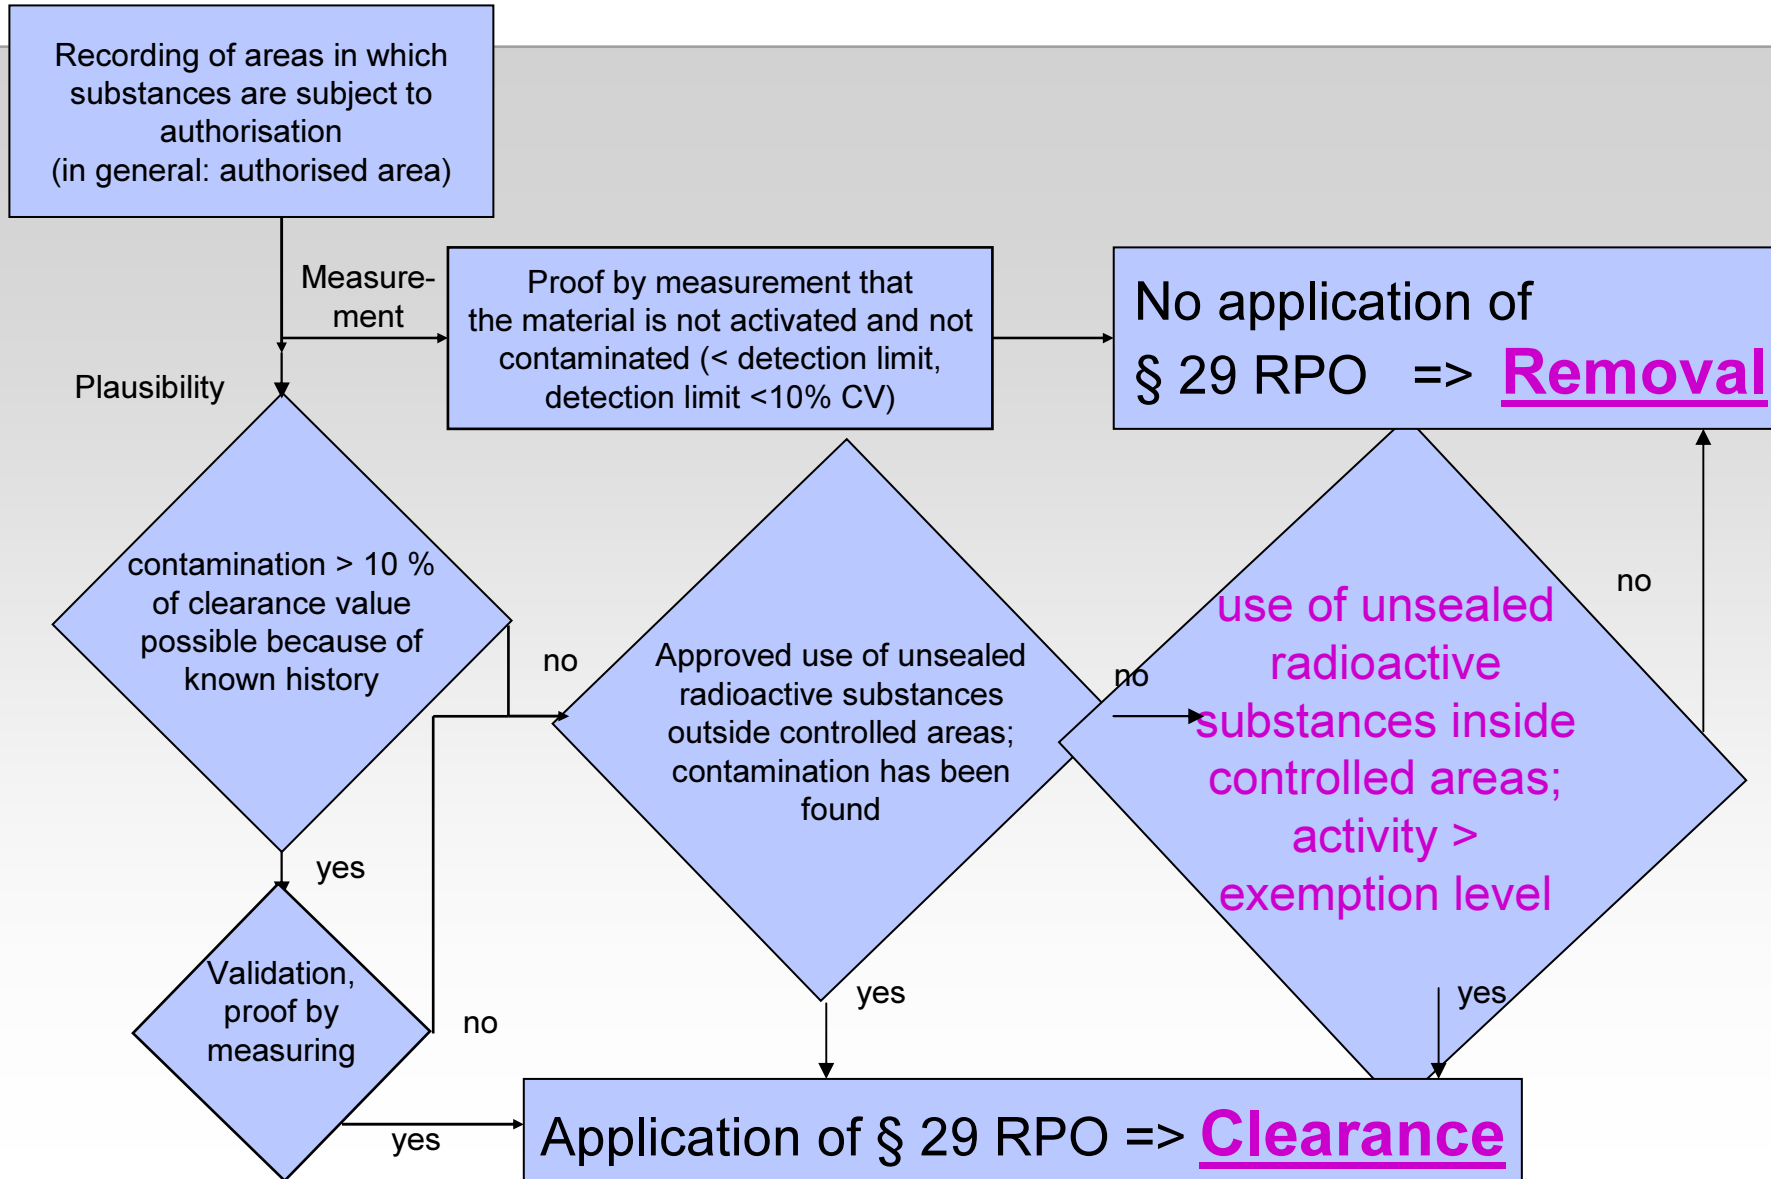 Recording of areas in which
substances are subject to
authorisation
(in general: authorised area)
Measure-
ment
Proof by measurement that
the material is not activated and not
contaminated (< detection limit,
detection limit <10% CV)
No application of
§ 29 RPO => Removal
Plausibility
contamination > 10 %
of clearance value
possible because of
known history
no
Approved use of unsealed
radioactive substances
outside controlled areas;
contamination has been
found
no
use of unsealed
radioactive
substances inside
controlled areas;
activity >
exemption level
no
yes
Validation,
proof by
measuring
no
yes
yes
yes
Application of § 29 RPO => Clearance